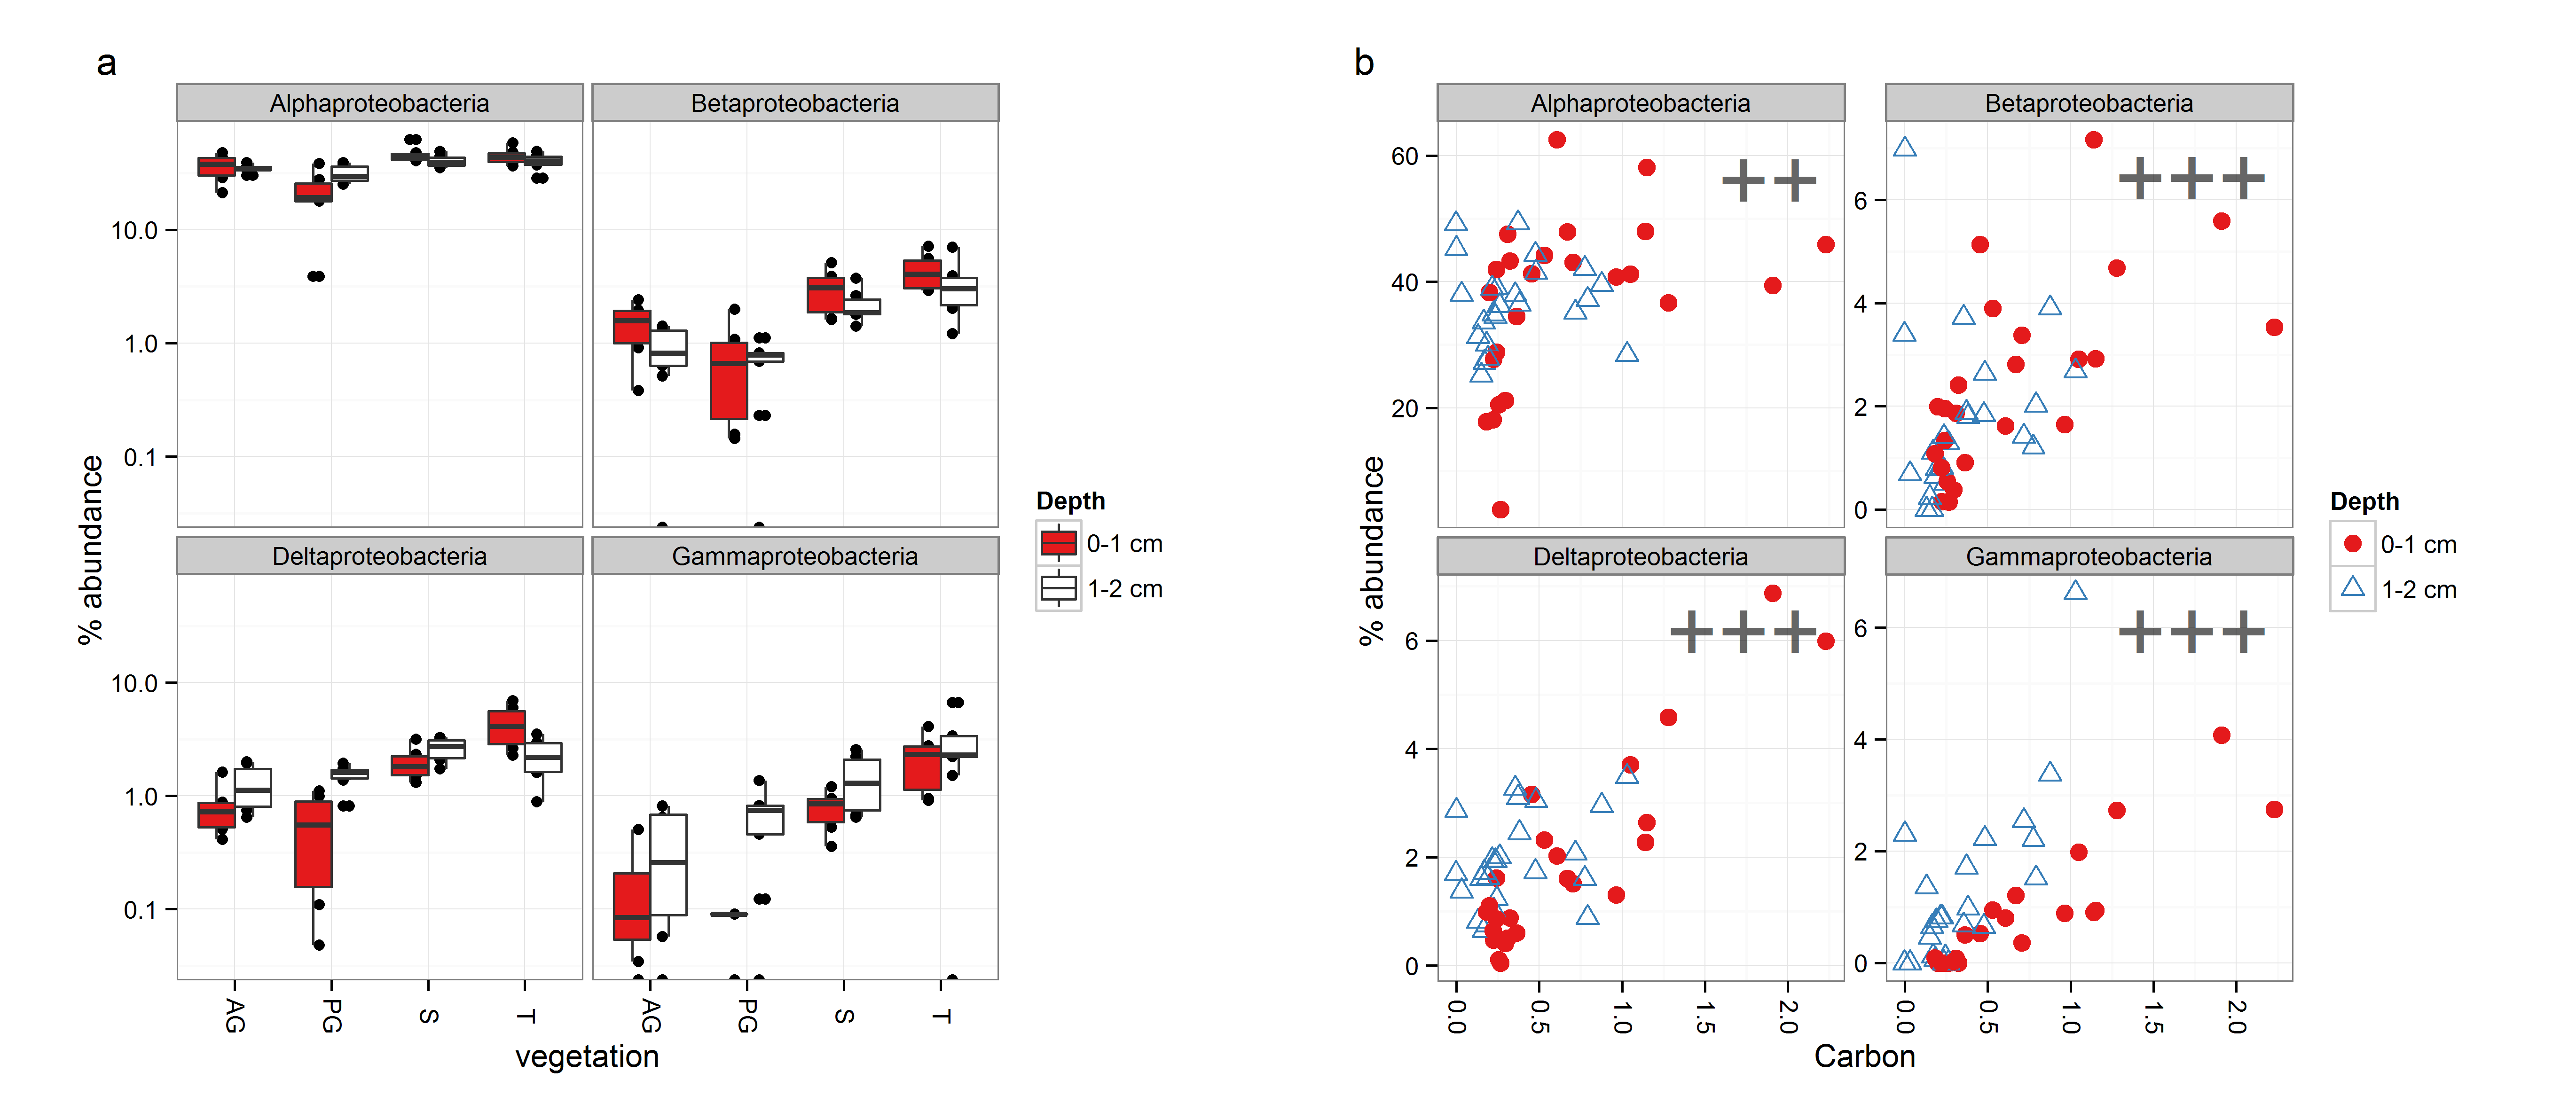 a
Alphaproteobacteria
Betaproteobacteria
10.0
1.0
0.1
Deltaproteobacteria
Gammaproteobacteria
10.0
1.0
0.1
% abundance
AG
PG
S
T
AG
PG
S
T
vegetation
Depth
0-1 cm
1-2 cm
b
Alphaproteobacteria
Betaproteobacteria
60
40
20
6
4
2
0
++
+++
Deltaproteobacteria
Gammaproteobacteria
6
4
2
0
6
4
2
0
+++
+++
% abundance
0.0
0.5
1.0
1.5
2.0
0.0
0.5
1.0
1.5
2.0
Carbon
Depth
0-1 cm
1-2 cm